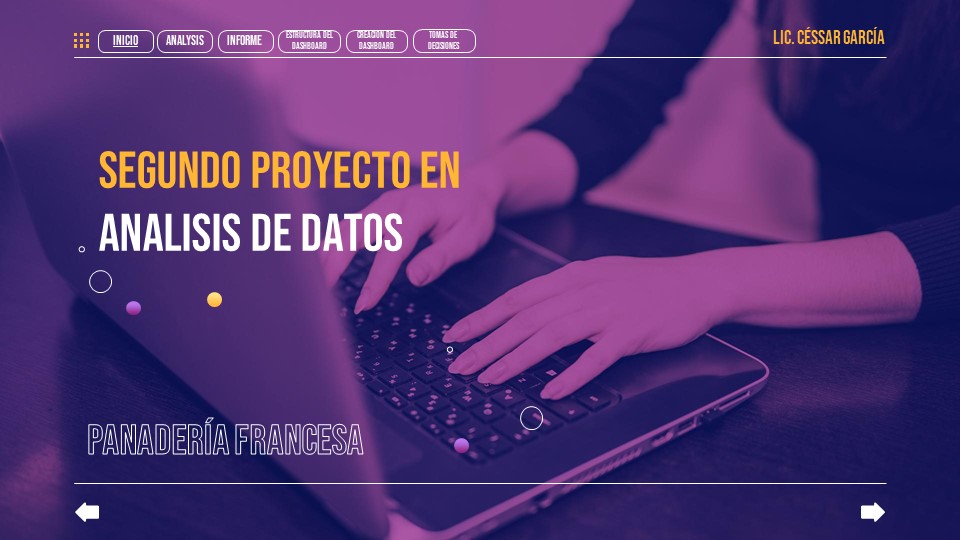 INICIO
ANALYSIS
INFORME
ESTRUCTURA DEL
DASHBOARD
CREACION DEL
DASHBOARD
TOMAS DE
DECISIONES
LIC. CÉSSAR GARCÍA
SEGUNDO PROYECTO EN
ANALISIS DE DATOS
PANADERÍA FRANCESA